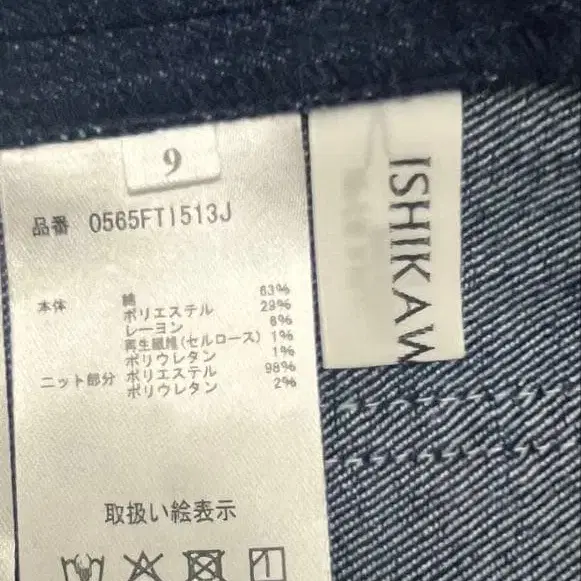 9
品番 0565FTI513J
本体 綿 63%
ポリエステル 29%
レーヨン 6%
再生繊維(セルロース) 1%
ポリウレタン 1%
ニット部分 ポリエステル 98%
ポリウレタン 2%
取扱い絵表示
ISHIKAW